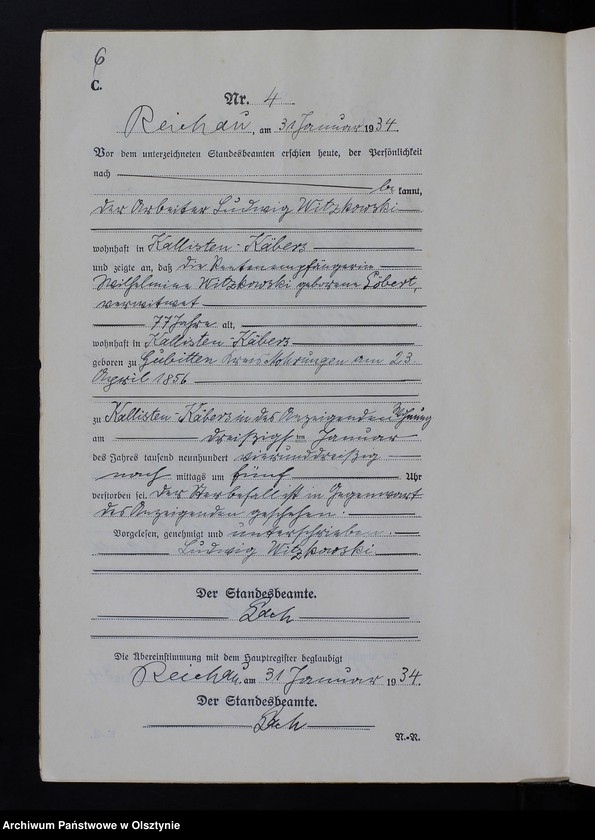 6
C.
Nr. 4
Reichau, am 31 Januar 1934.
Vor dem unterzeichneten Standesbeamten erschien heute, der Persönlichkeit
nach be kannt,
der Arbeiter Ludwig Witzkowski
wohnhaft in Kallisten-Käbers
und zeigte an, daß die Rentenempfängerin
Wilhelmine Witzkowski geborene Löbert,
verwitwet
77 Jahre alt,
wohnhaft in Kallisten-Käbers
geboren zu Gubitten Kreis Mohrungen am 23
April 1856
zu Kallisten-Käbers in des Anzeigenden Wohnung
am dreißigsten Januar
des Jahres tausend neunhundert vierunddreißig
nach mittags um fünf Uhr
verstorben sei. Der Sterbefall ist in Gegenwart
des Anzeigenden geschehen.
Vorgelesen, genehmigt und unterschrieben.
Ludwig Witzkowski
Der Standesbeamte.
Die Übereinstimmung mit dem Hauptregister beglaubigt
Reichau, am 31 Januar 1934.
Der Standesbeamte.
N.-R.
Archiwum Państwowe w Olsztynie